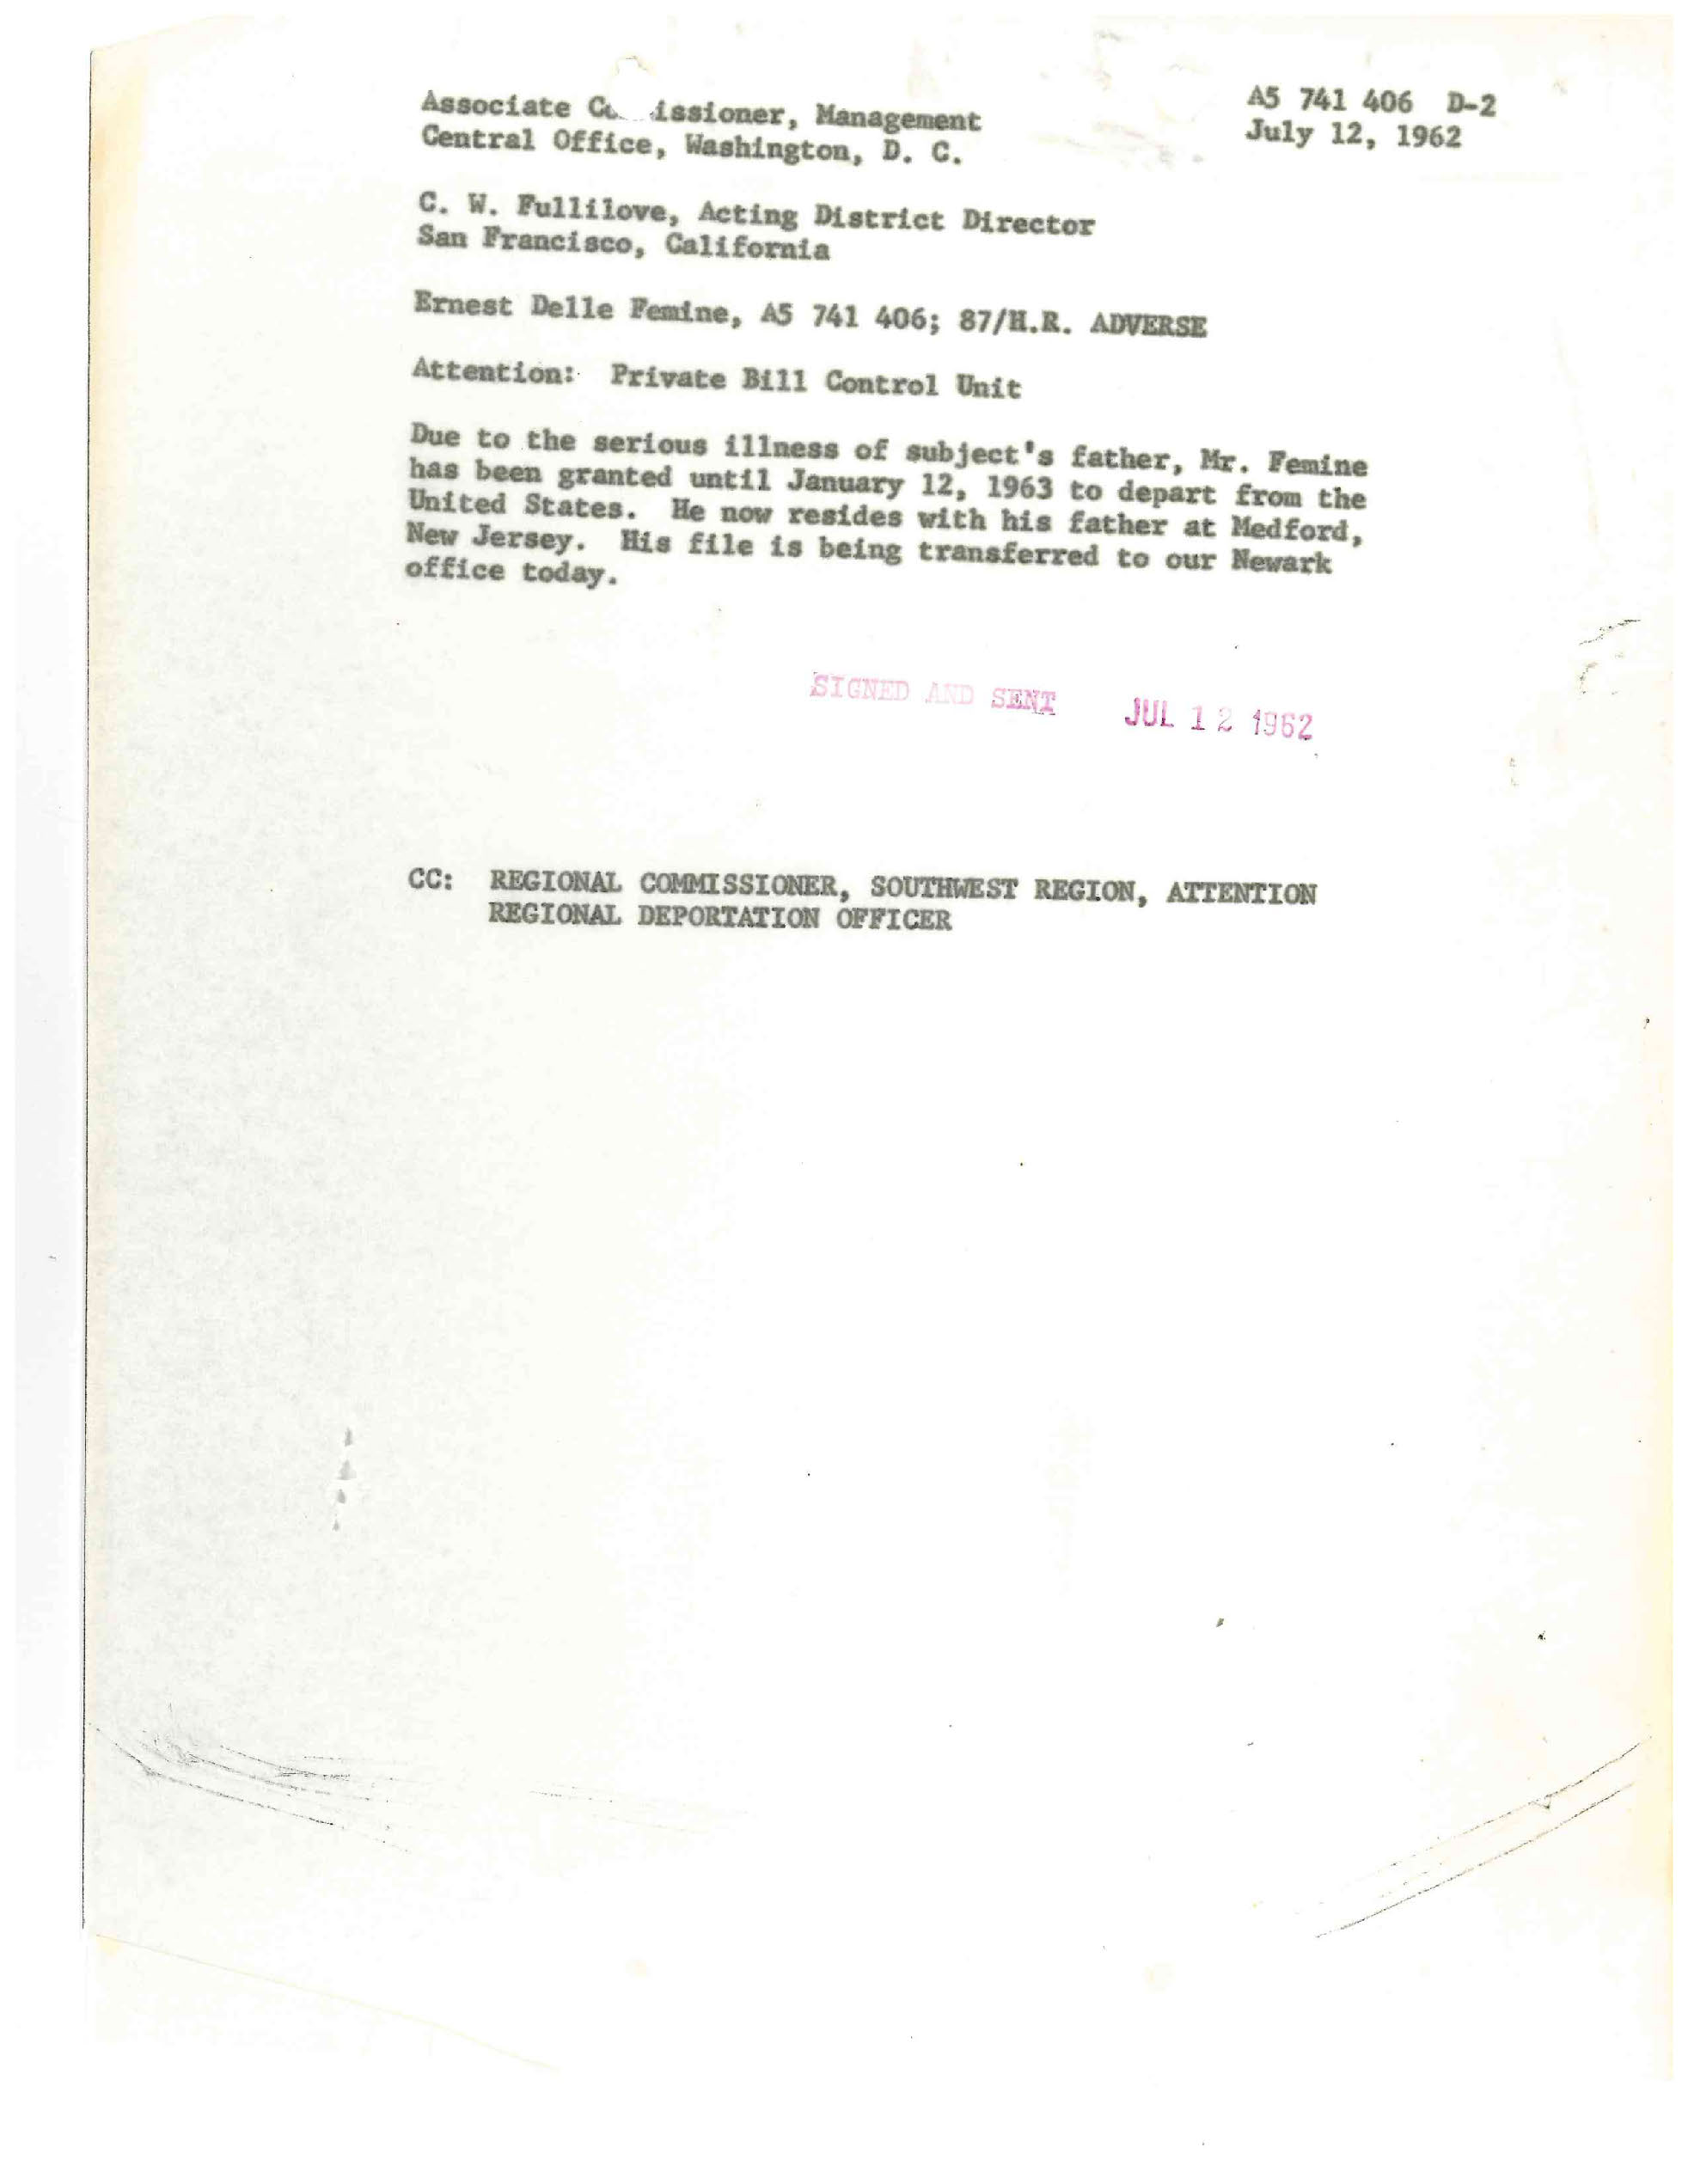 A5 741 406 D-2
July 12, 1962
Associate issioner, Management
Central Office, Washington, D. C.
C. W. Fullilove, Acting District Director
San Francisco, California
Ernest Delle Femine, A5 741 406; 87/H.R. ADVERSE
Attention: Private Bill Control Unit
Due to the serious illness of subject's father, Mr. Femine
has been granted until January 12, 1963 to depart from the
United States. He now resides with his father at Medford,
New Jersey. His file is being transferred to our Newark
office today.
SIGNED AND SENT JUL 12 1962
CC: REGIONAL COMMISSIONER, SOUTHWEST REGION, ATTENTION
REGIONAL DEPORTATION OFFICER